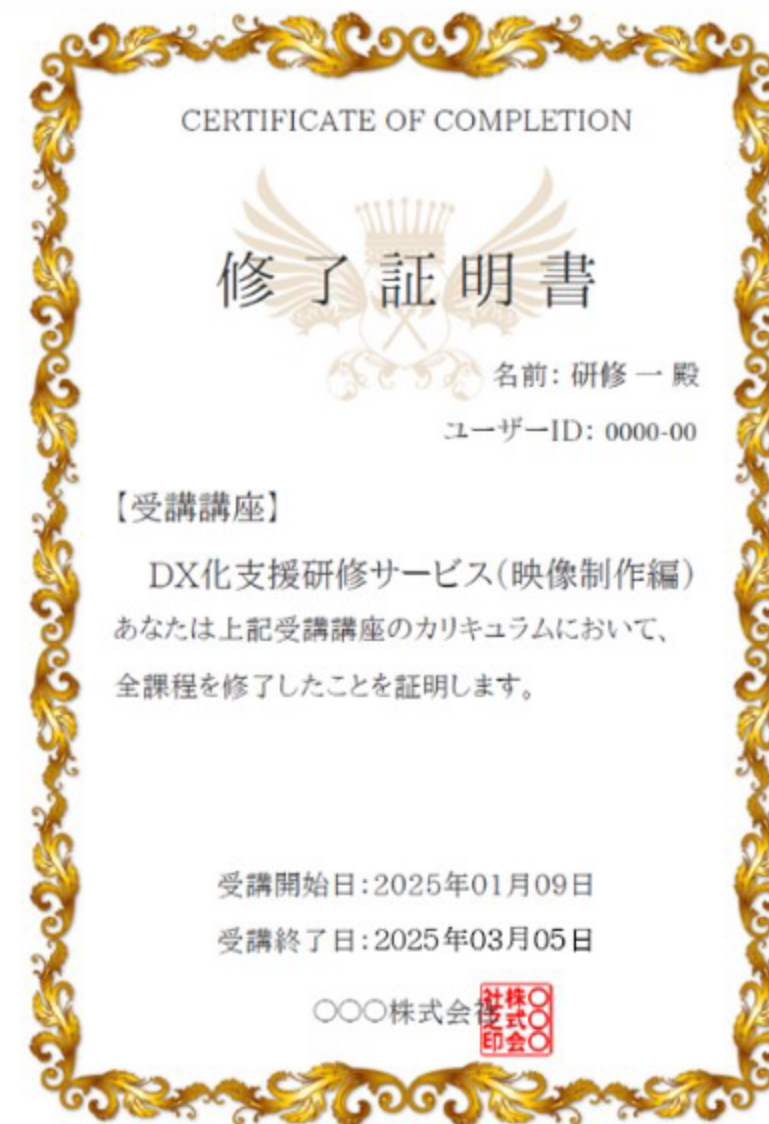 CERTIFICATE OF COMPLETION
修了証明書
名前: 研修 一 殿
ユーザーID: 0000-00
【受講講座】
DX化支援研修サービス(映像制作編)
あなたは上記受講講座のカリキュラムにおいて、
全課程を修了したことを証明します。
受講開始日:2025年01月09日
受講終了日:2025年03月05日
○○○株式会社
○○○株式会社之印